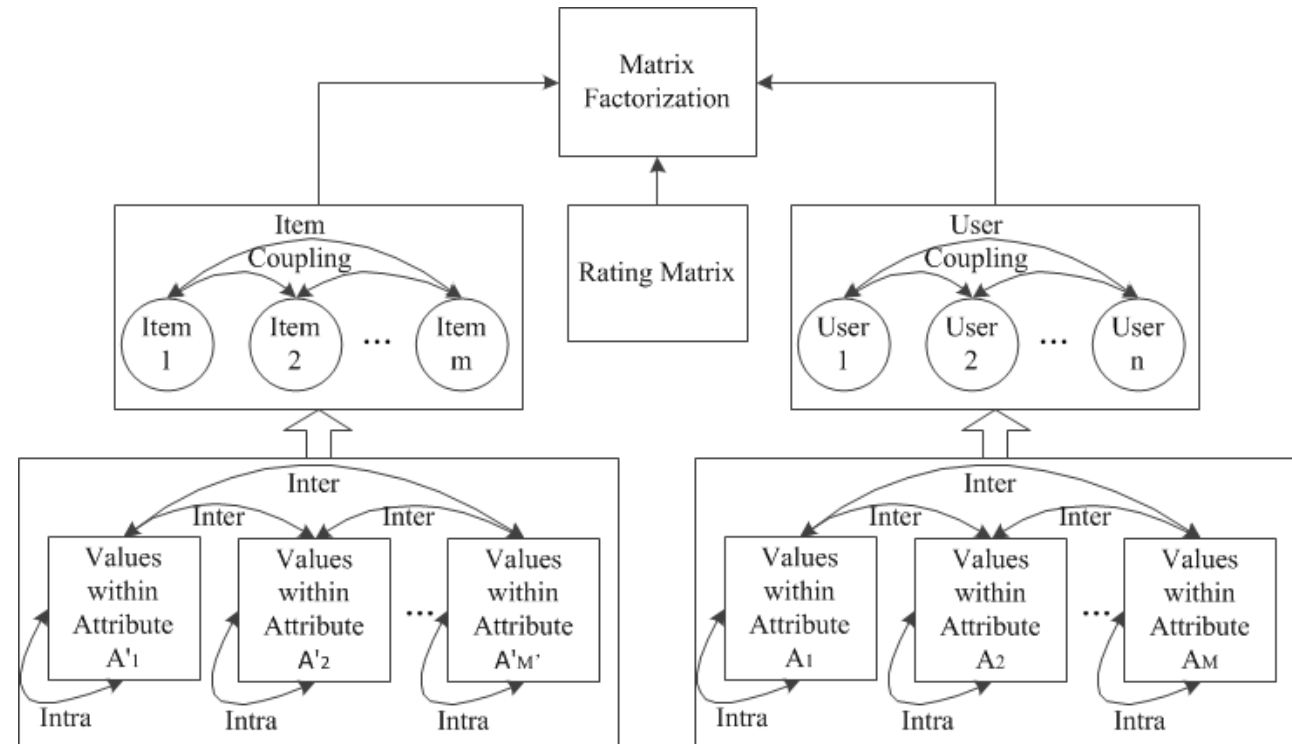 Matrix
Factorization
Item
Coupling
Item
1
Item
2
...
Item
m
Rating Matrix
User
Coupling
User
1
User
2
...
User
n
Inter
Inter
Inter
Values
within
Attribute
A'1
Values
within
Attribute
A'2
...
Values
within
Attribute
A'M'
Intra
Intra
Intra
Inter
Inter
Inter
Values
within
Attribute
A1
Values
within
Attribute
A2
...
Values
within
Attribute
AM
Intra
Intra
Intra